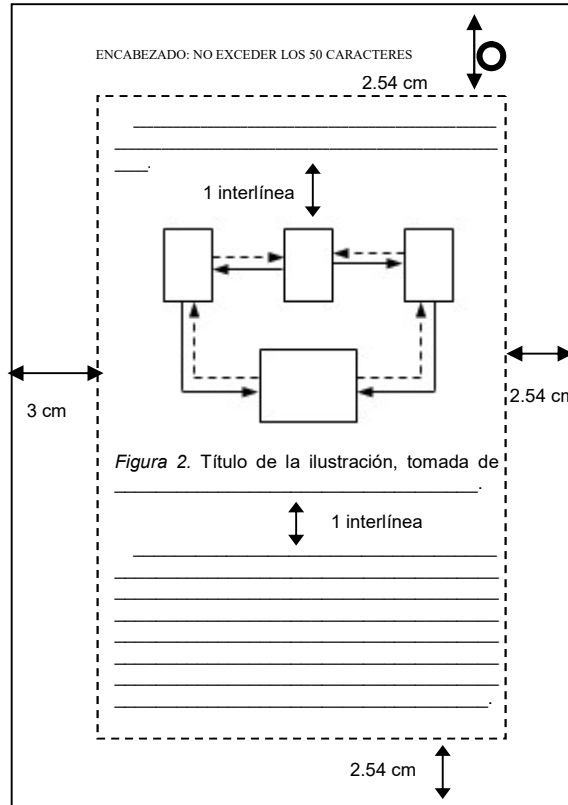 ENCABEZADO: NO EXCEDER LOS 50 CARACTERES
2.54 cm
1 interlínea
3 cm
2.54 cm
Figura 2. Título de la ilustración, tomada de
1 interlínea
2.54 cm